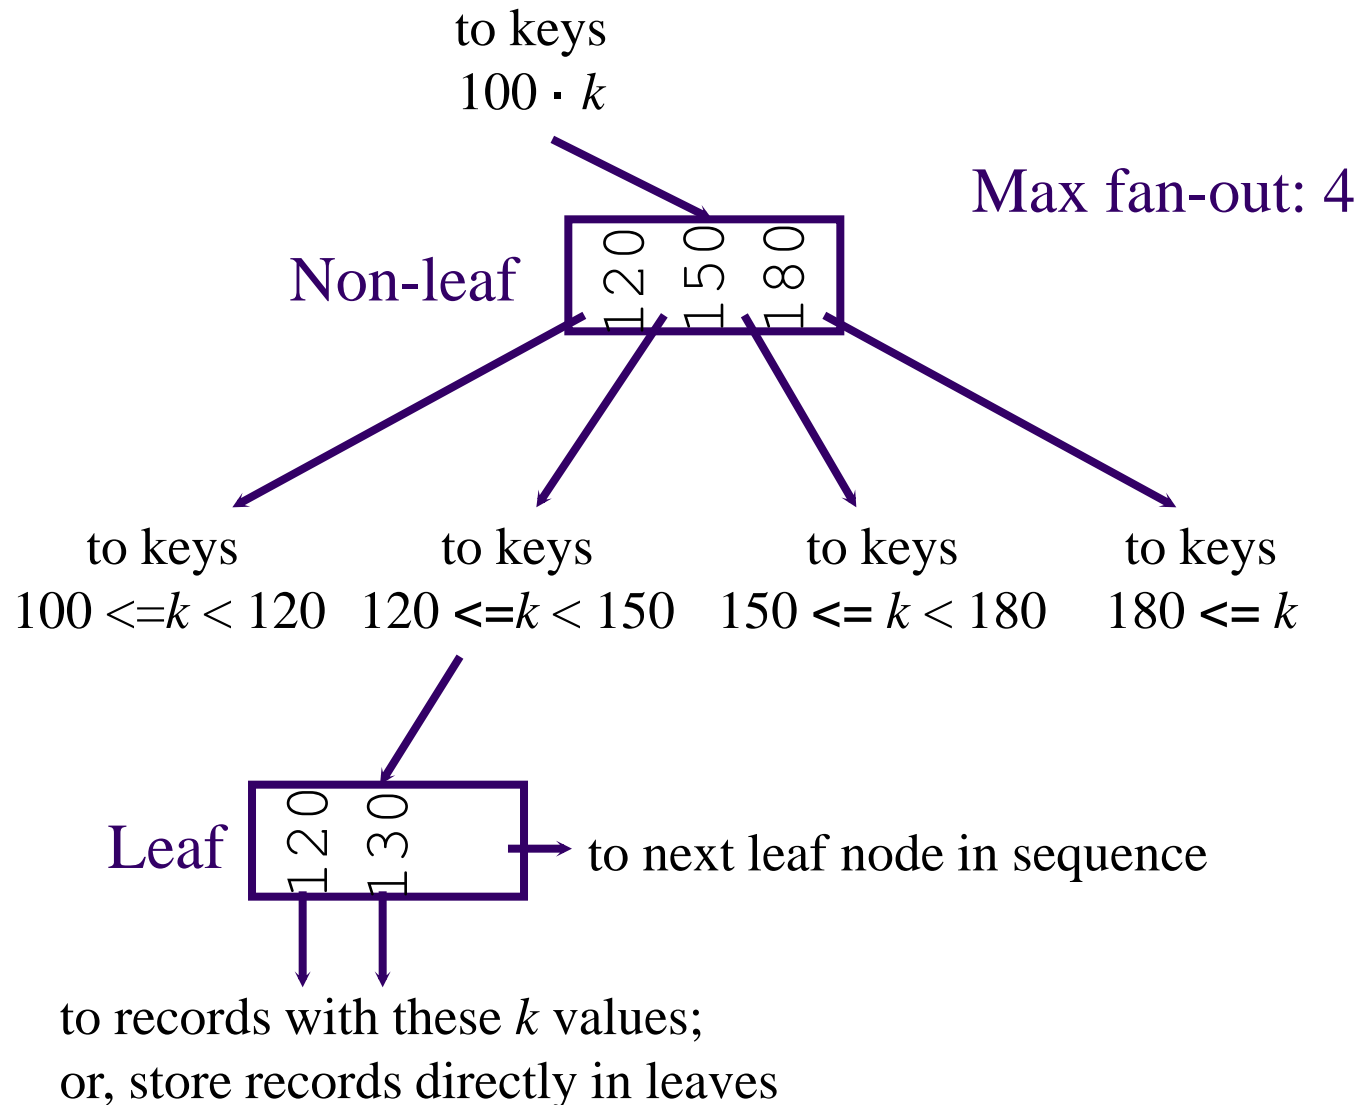 to keys
100 · k
Max fan-out: 4
Non-leaf
120 150 180
to keys
100 <=k < 120
to keys
120 <=k < 150
to keys
150 <= k < 180
to keys
180 <= k
Leaf
120 130
to next leaf node in sequence
to records with these k values;
or, store records directly in leaves